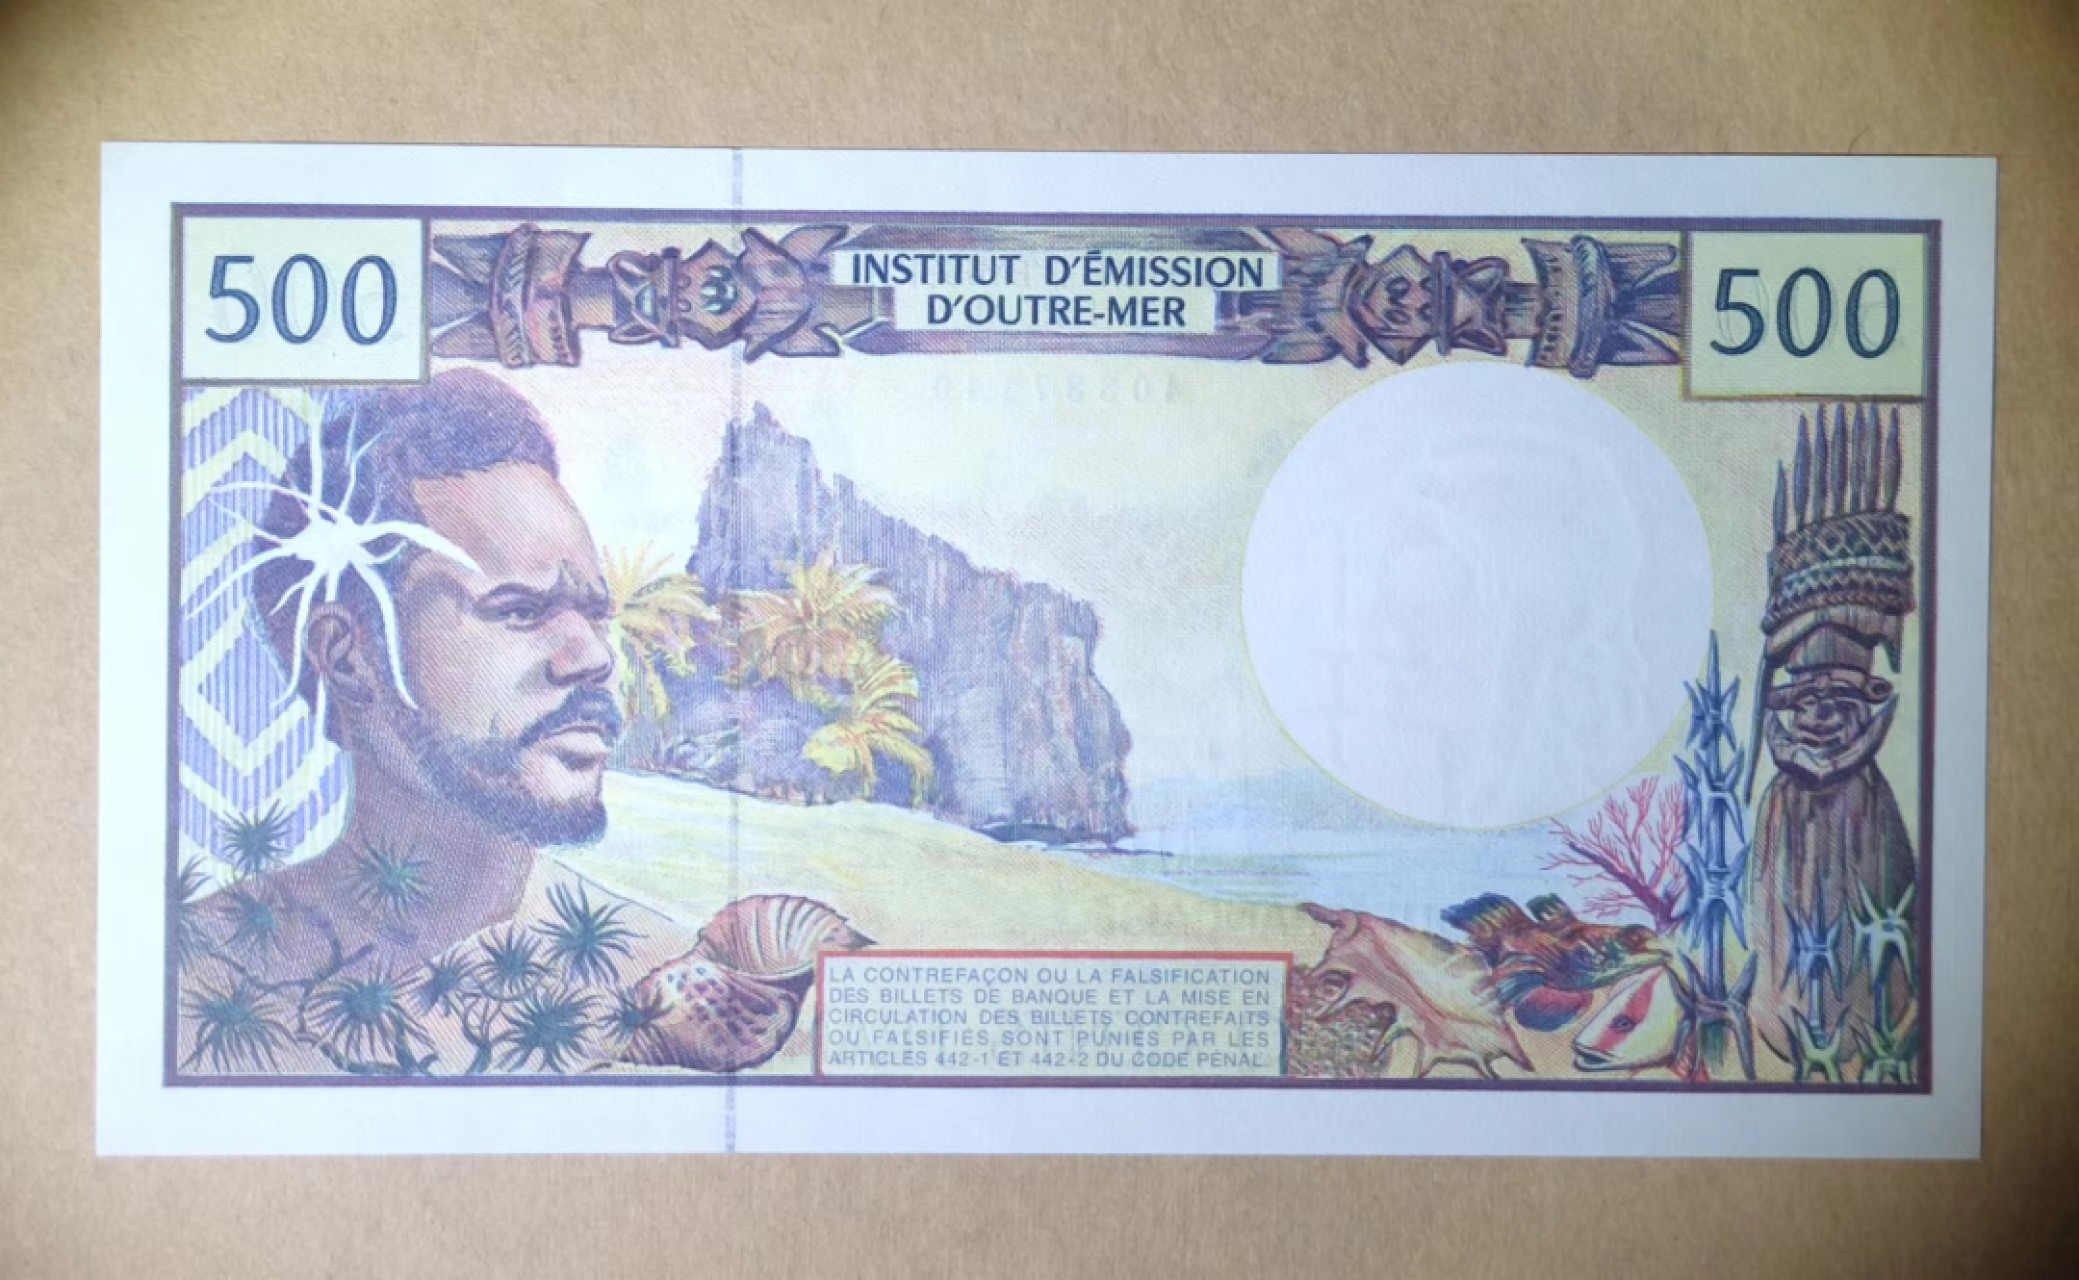 500
INSTITUT D'ÉMISSION
D'OUTRE-MER
500
LA CONTREFAÇON OU LA FALSIFICATION
DES BILLETS DE BANQUE ET LA MISE EN
CIRCULATION DES BILLETS CONTREFAITS
OU FALSIFIÉS SONT PUNIES PAR LES
ARTICLES 442-1 ET 442-2 DU CODE PÉNAL